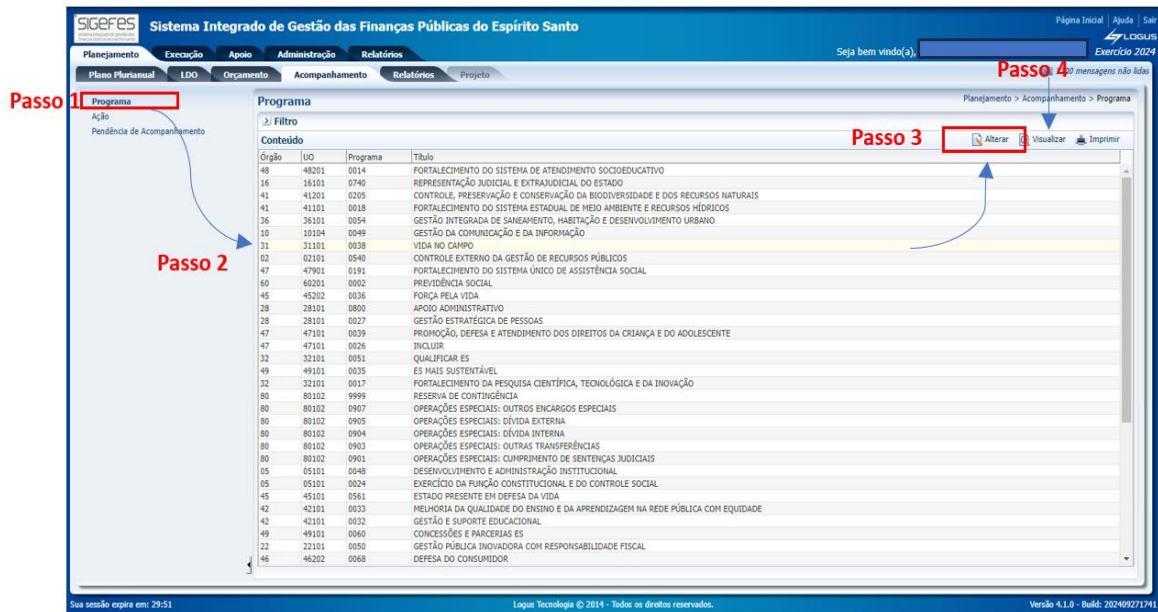 SIGEFES Sistema Integrado de Gestão das Finanças Públicas do Espírito Santo
Página Inicial | Ajuda | Sair
LOGUS
Planejamento Execução Apoio Administração Relatórios
Seja bem vindo(a),
Exercício 2024
Plano Plurianual LDO Orçamento Acompanhamento Relatórios Projeto
Passo 4
mensagens não lidas
Passo 1
Programa
Ação
Pendência de Acompanhamento
Programa
Planejamento > Acompanhamento > Programa
Filtro
Conteúdo
Passo 3
Alterar Visualizar Imprimir
Órgão UO Programa Título
48 48201 0014 FORTALECIMENTO DO SISTEMA DE ATENDIMENTO SOCIOEDUCATIVO
16 16101 0740 REPRESENTAÇÃO JUDICIAL E EXTRAJUDICIAL DO ESTADO
41 41201 0205 CONTROLE, PRESERVAÇÃO E CONSERVAÇÃO DA BIODIVERSIDADE E DOS RECURSOS NATURAIS
41 41101 0018 FORTALECIMENTO DO SISTEMA ESTADUAL DE MEIO AMBIENTE E RECURSOS HÍDRICOS
36 36101 0054 GESTÃO INTEGRADA DE SANEAMENTO, HABITAÇÃO E DESENVOLVIMENTO URBANO
10 10104 0049 GESTÃO DA COMUNICAÇÃO E DA INFORMAÇÃO
31 31101 0038 VIDA NO CAMPO
Passo 2
02 02101 0540 CONTROLE EXTERNO DA GESTÃO DE RECURSOS PÚBLICOS
47 47901 0191 FORTALECIMENTO DO SISTEMA ÚNICO DE ASSISTÊNCIA SOCIAL
60 60201 0002 PREVIDÊNCIA SOCIAL
45 45202 0036 FORÇA PELA VIDA
28 28101 0800 APOIO ADMINISTRATIVO
28 28101 0027 GESTÃO ESTRATÉGICA DE PESSOAS
47 47101 0039 PROMOÇÃO, DEFESA E ATENDIMENTO DOS DIREITOS DA CRIANÇA E DO ADOLESCENTE
47 47101 0026 INCLUIR
32 32101 0051 QUALIFICAR ES
49 49101 0035 ES MAIS SUSTENTÁVEL
32 32101 0017 FORTALECIMENTO DA PESQUISA CIENTÍFICA, TECNOLÓGICA E DA INOVAÇÃO
80 80102 9999 RESERVA DE CONTINGÊNCIA
80 80102 0907 OPERAÇÕES ESPECIAIS: OUTROS ENCARGOS ESPECIAIS
80 80102 0905 OPERAÇÕES ESPECIAIS: DÍVIDA EXTERNA
80 80102 0904 OPERAÇÕES ESPECIAIS: DÍVIDA INTERNA
80 80102 0903 OPERAÇÕES ESPECIAIS: OUTRAS TRANSFERÊNCIAS
80 80102 0901 OPERAÇÕES ESPECIAIS: CUMPRIMENTO DE SENTENÇAS JUDICIAIS
05 05101 0048 DESENVOLVIMENTO E ADMINISTRAÇÃO INSTITUCIONAL
05 05101 0024 EXERCÍCIO DA FUNÇÃO CONSTITUCIONAL E DO CONTROLE SOCIAL
45 45101 0561 ESTADO PRESENTE EM DEFESA DA VIDA
42 42101 0033 MELHORIA DA QUALIDADE DO ENSINO E DA APRENDIZAGEM NA REDE PÚBLICA COM EQUIDADE
42 42101 0032 GESTÃO E SUPORTE EDUCACIONAL
49 49101 0060 CONCESSÕES E PARCERIAS ES
22 22101 0050 GESTÃO PÚBLICA INOVADORA COM RESPONSABILIDADE FISCAL
46 46202 0068 DEFESA DO CONSUMIDOR
Sua sessão expira em: 29:51
Logus Tecnologia © 2014 - Todos os direitos reservados.
Versão 4.1.0 - Build: 202409271741